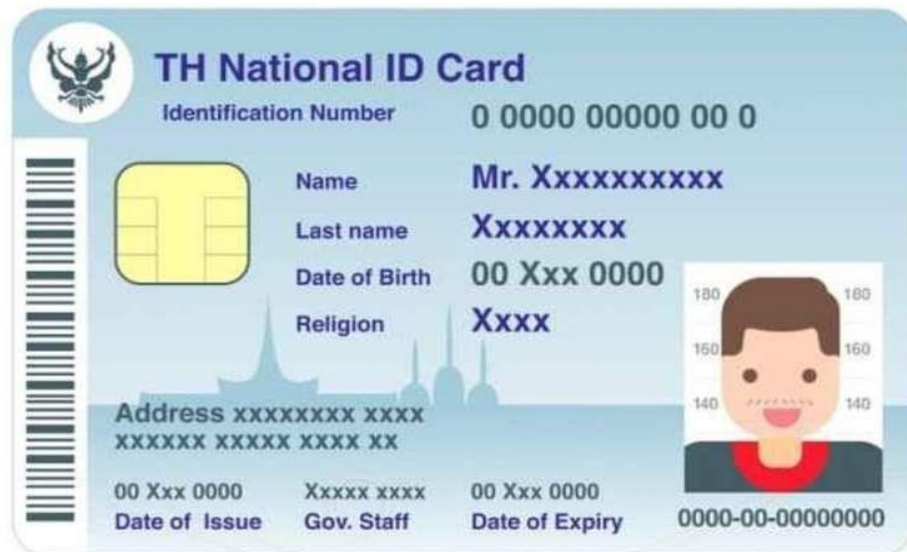 TH National ID Card
Identification Number 0 0000 00000 00 0
Name Mr. Xxxxxxxxxxx
Last name Xxxxxxxx
Date of Birth 00 Xxx 0000
Religion Xxxx
180 180
160 160
140 140
Address xxxxxxxx xxxx
xxxxxx xxxxx xxxx xx
00 Xxx 0000 Xxxxx xxxx 00 Xxx 0000
Date of Issue Gov. Staff Date of Expiry
0000-00-00000000